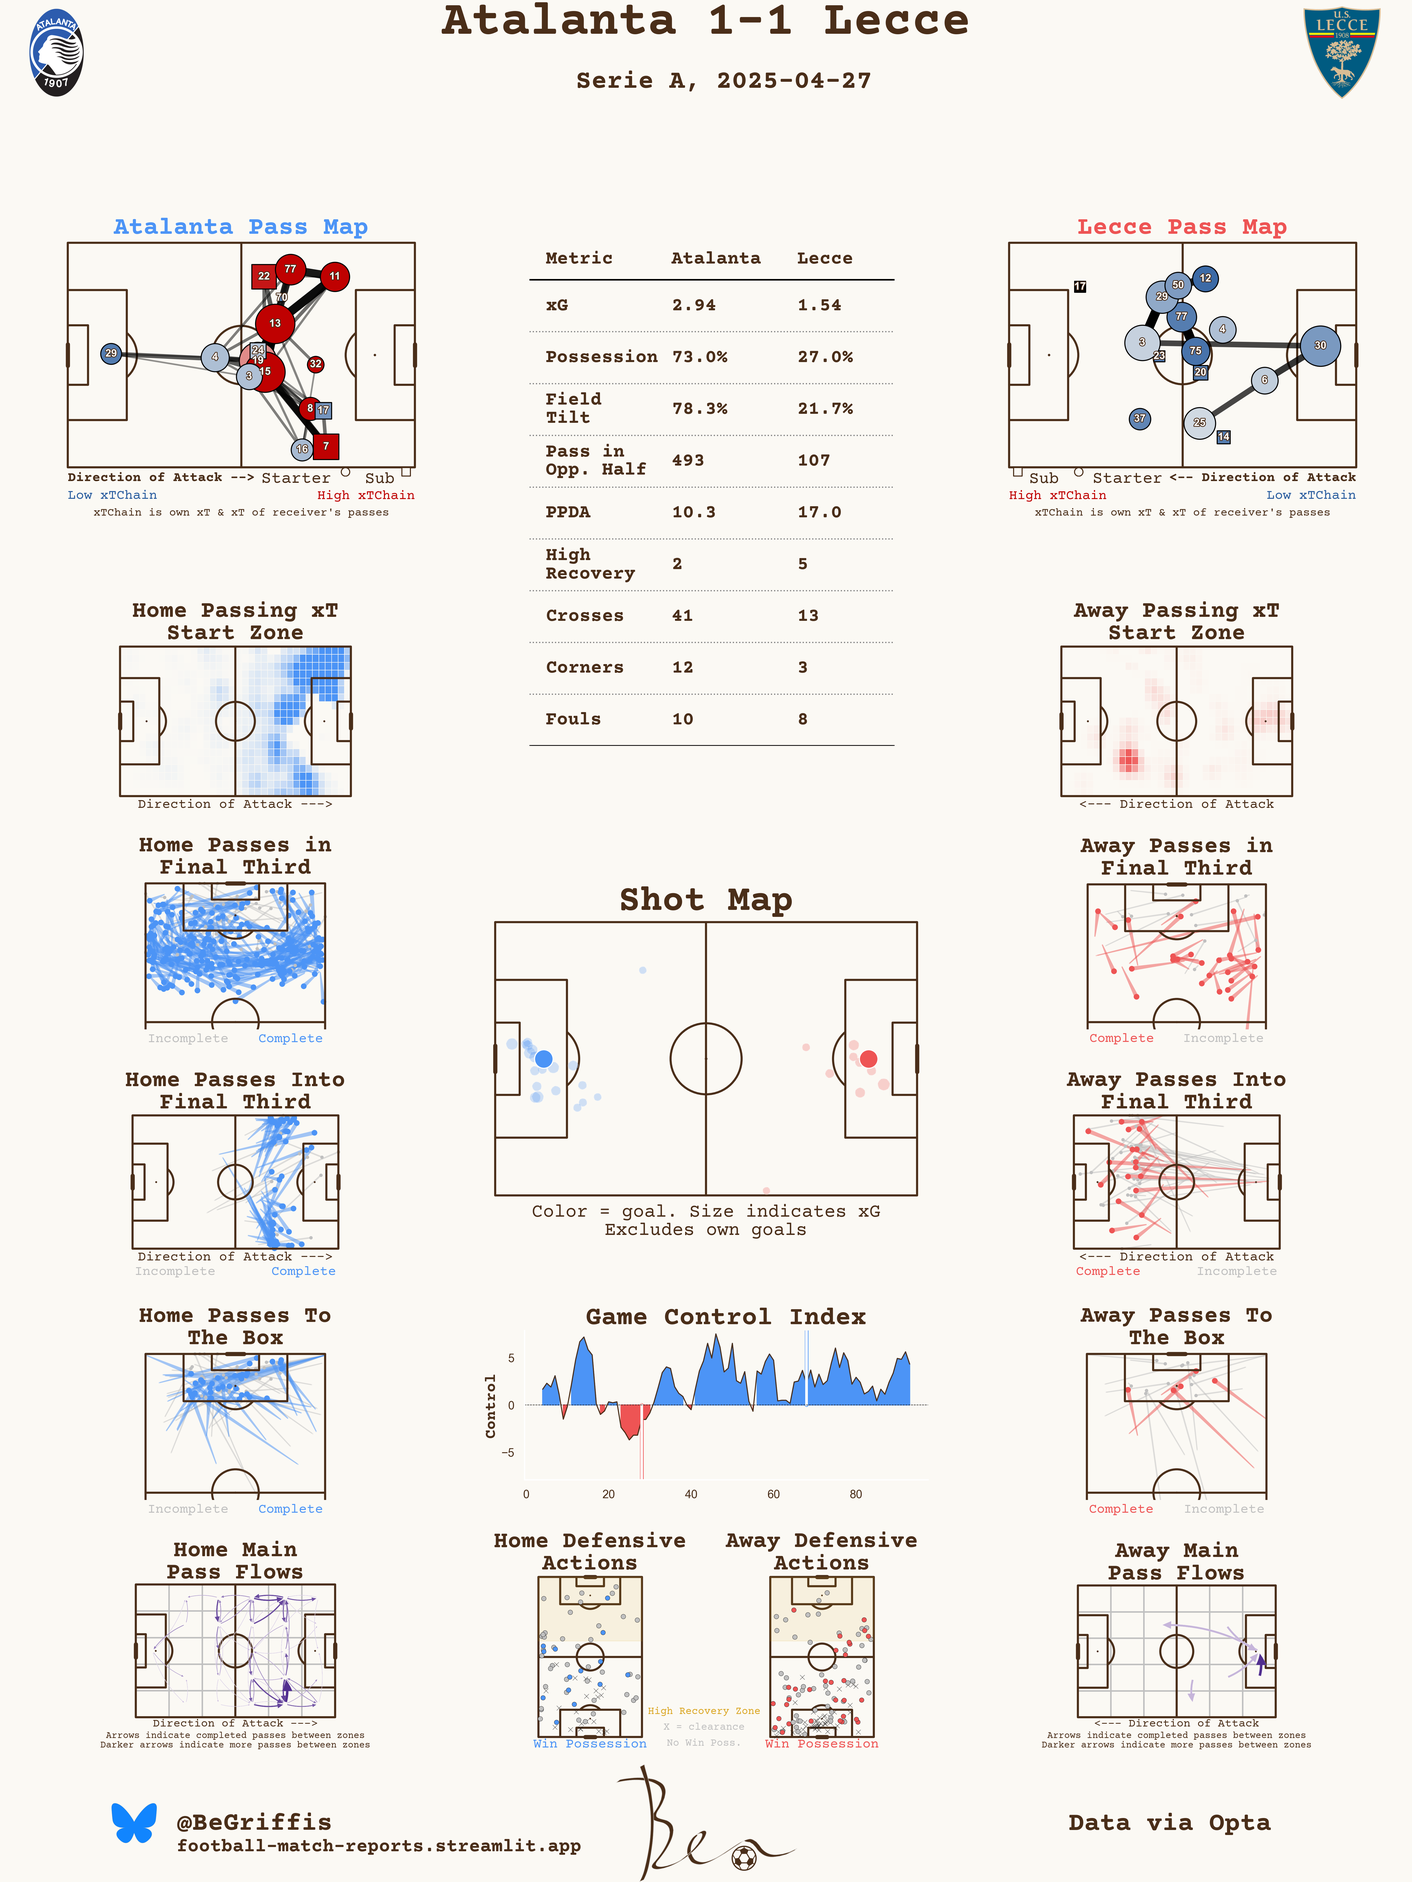 Atalanta 1-1 Lecce
Serie A, 2025-04-27
ATALANTA
1907
U.S.
LECCE
1908
Atalanta Pass Map
22
77
11
70
13
29
4
24
19
15
3
32
8
17
16
7
Direction of Attack --> Starter Sub
Low xTChain High xTChain
xTChain is own xT & xT of receiver's passes
Metric Atalanta Lecce
xG 2.94 1.54
Possession 73.0% 27.0%
Field
Tilt 78.3% 21.7%
Pass in
Opp. Half 493 107
PPDA 10.3 17.0
High
Recovery 2 5
Crosses 41 13
Corners 12 3
Fouls 10 8
Lecce Pass Map
17
12
50
29
77
4
3
23
75
30
20
6
37
25
14
Sub Starter <-- Direction of Attack
High xTChain Low xTChain
xTChain is own xT & xT of receiver's passes
Home Passing xT
Start Zone
Direction of Attack --->
Away Passing xT
Start Zone
<--- Direction of Attack
Home Passes in
Final Third
Incomplete Complete
Shot Map
Color = goal. Size indicates xG
Excludes own goals
Away Passes in
Final Third
Complete Incomplete
Home Passes Into
Final Third
Direction of Attack --->
Incomplete Complete
Away Passes Into
Final Third
<--- Direction of Attack
Complete Incomplete
Home Passes To
The Box
Incomplete Complete
Game Control Index
Control
5
0
−5
0 20 40 60 80
Away Passes To
The Box
Complete Incomplete
Home Main
Pass Flows
Direction of Attack --->
Arrows indicate completed passes between zones
Darker arrows indicate more passes between zones
Home Defensive
Actions
Win Possession
High Recovery Zone
X = clearance
No Win Poss.
Away Defensive
Actions
Win Possession
Away Main
Pass Flows
<--- Direction of Attack
Arrows indicate completed passes between zones
Darker arrows indicate more passes between zones
@BeGriffis
football-match-reports.streamlit.app
Ben
Data via Opta